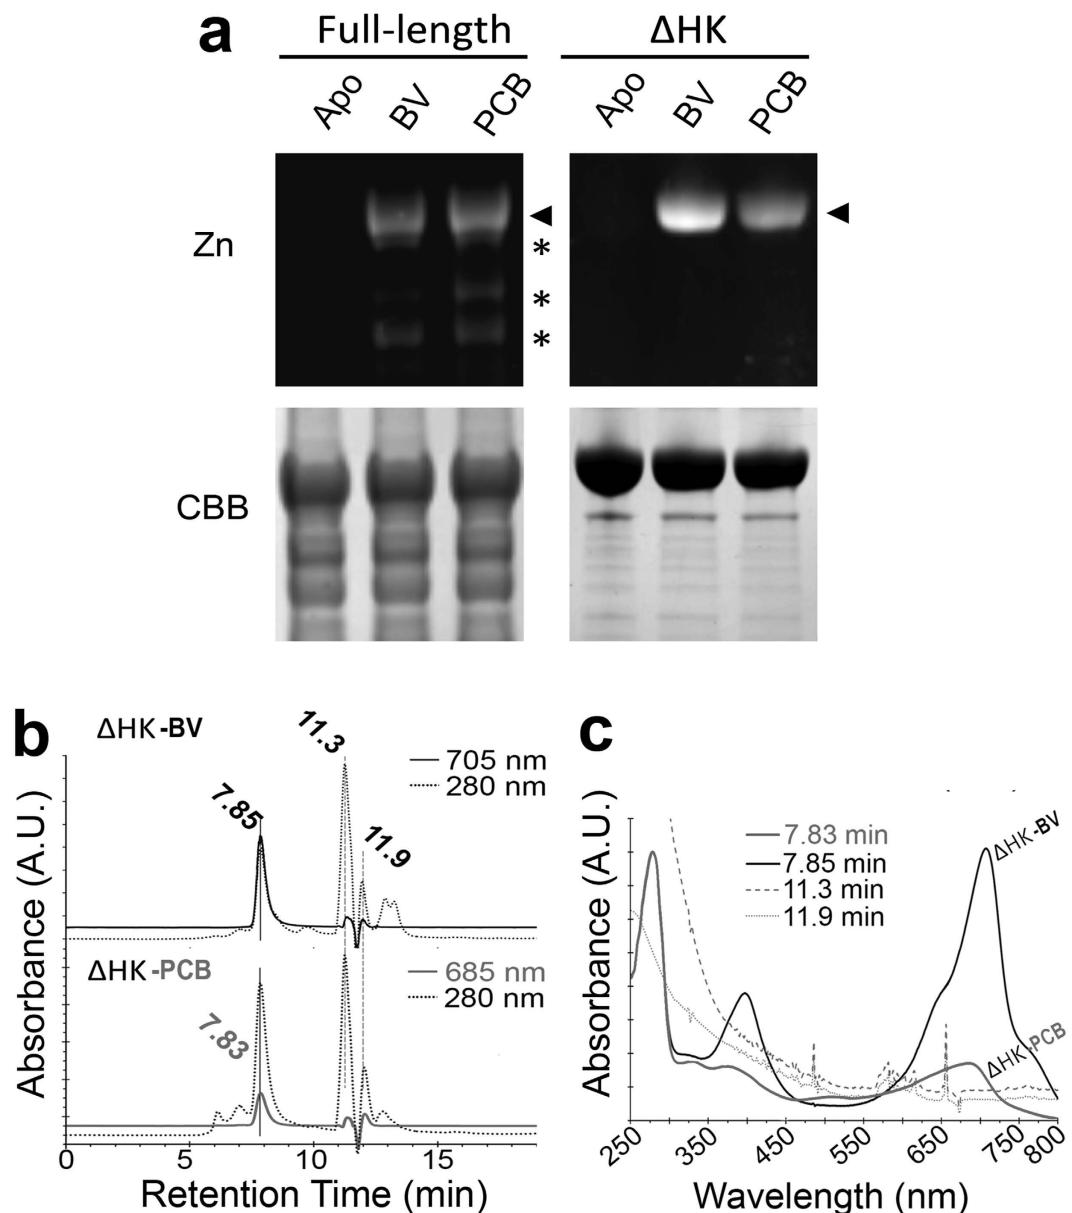 a
Full-length ΔHK
Apo BV PCB Apo BV PCB
Zn
*
*
*
CBB
b
ΔHK-BV
11.3
705 nm
280 nm
7.85
11.9
ΔHK-PCB
685 nm
280 nm
7.83
Absorbance (A.U.)
0 5 10 15
Retention Time (min)
c
7.83 min
7.85 min
11.3 min
11.9 min
ΔHK-BV
ΔHK-PCB
Absorbance (A.U.)
250 350 450 550 650 750 800
Wavelength (nm)